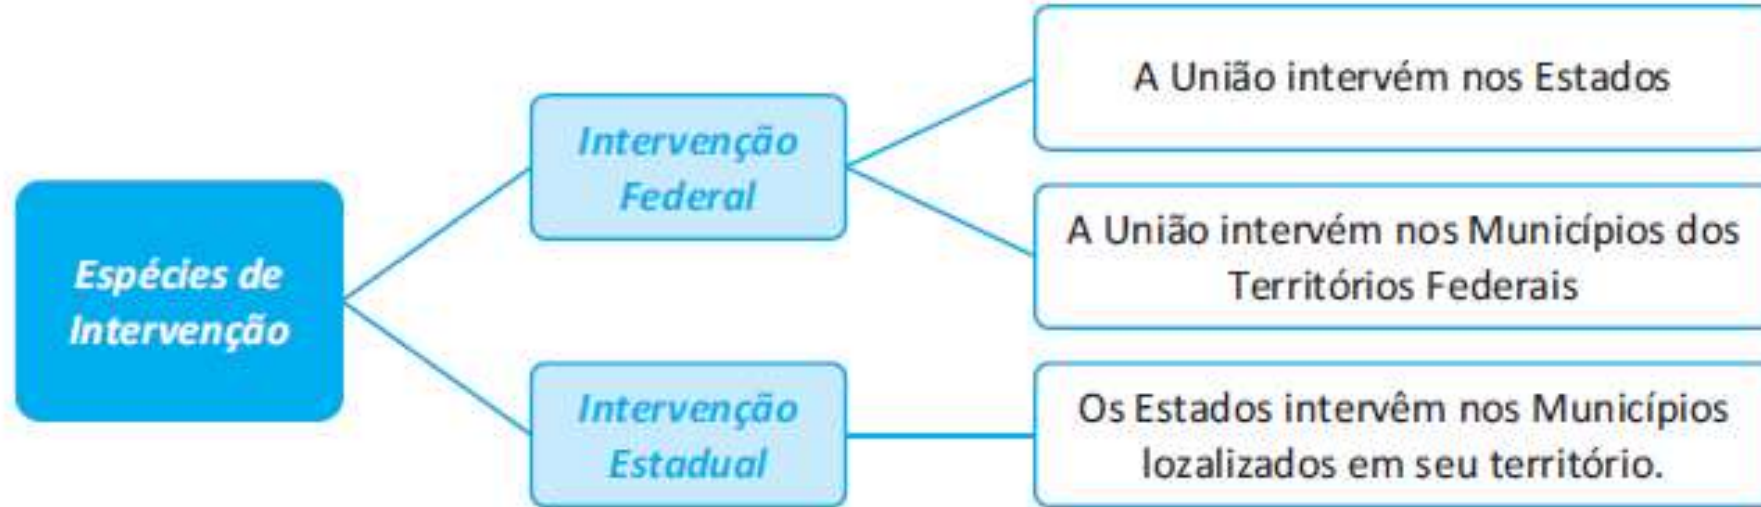 Espécies de
Intervenção
Intervenção
Federal
A União intervém nos Estados
A União intervém nos Municípios dos
Territórios Federais
Intervenção
Estadual
Os Estados intervêm nos Municípios
lozalizados em seu território.